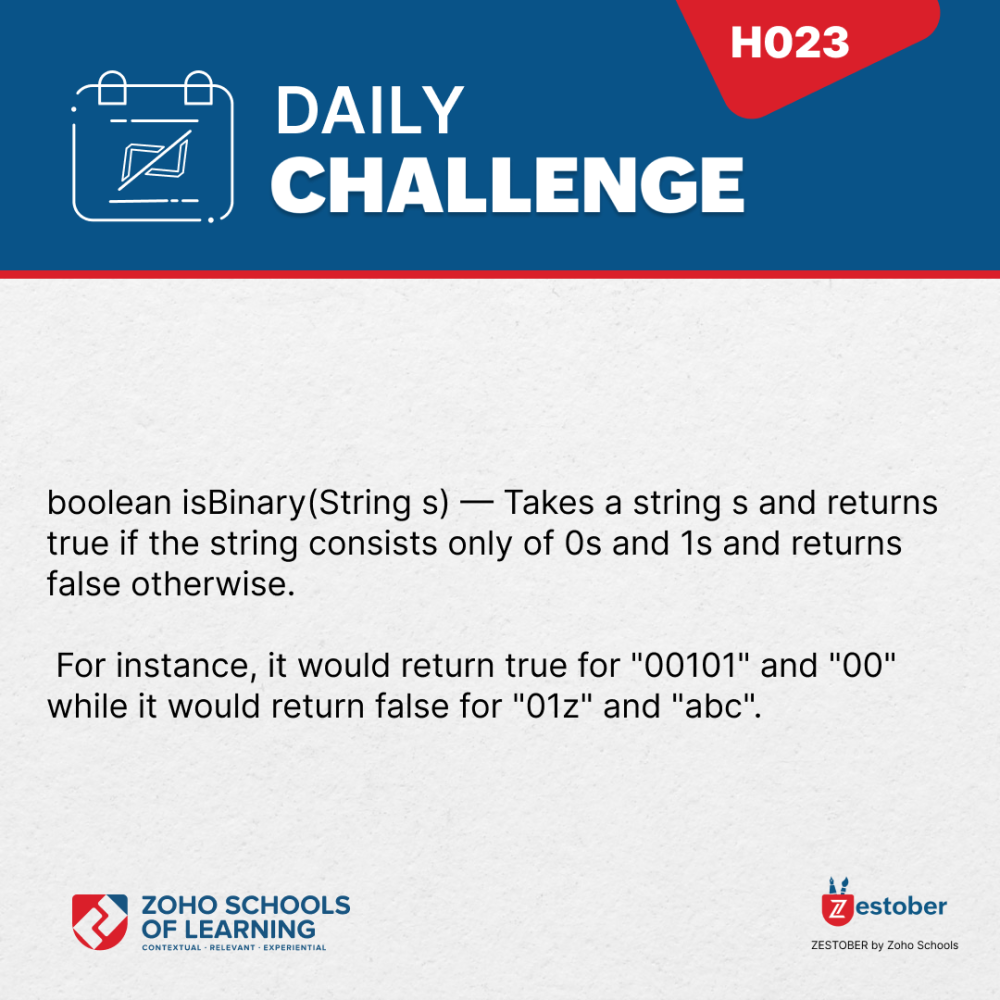 H023
DAILY
CHALLENGE
boolean isBinary(String s) — Takes a string s and returns
true if the string consists only of 0s and 1s and returns
false otherwise.
For instance, it would return true for "00101" and "00"
while it would return false for "01z" and "abc".
ZOHO SCHOOLS
OF LEARNING
CONTEXTUAL · RELEVANT · EXPERIENTIAL
Zestober
ZESTOBER by Zoho Schools